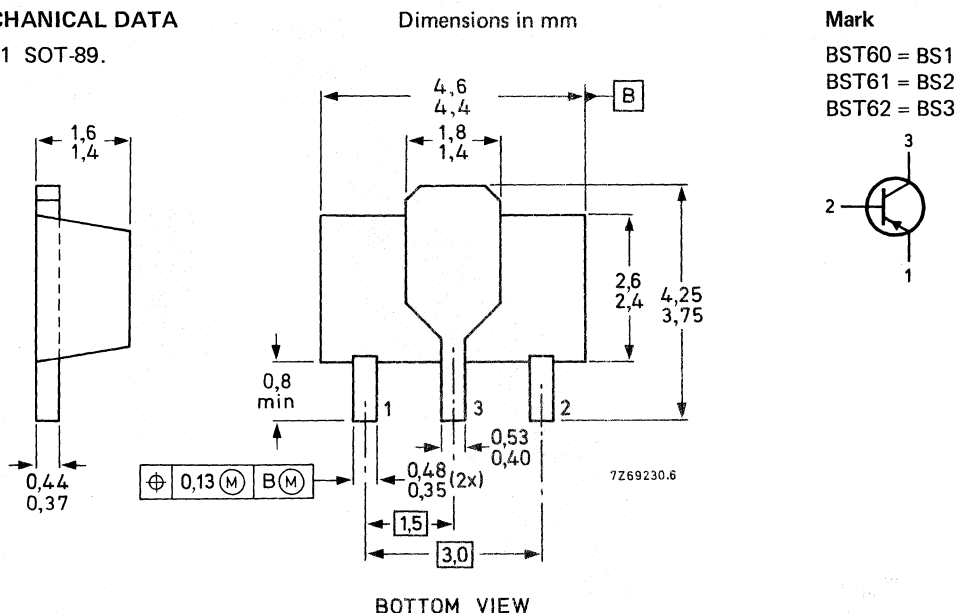 CHANICAL DATA
1 SOT-89.
Dimensions in mm
Mark
BST60 = BS1
BST61 = BS2
BST62 = BS3
3
2
1
1,6
1,4
4,6
4,4
B
1,8
1,4
2,6
2,4
4,25
3,75
0,8
min
1
3
2
0,53
0,40
0,44
0,37
⌖ 0,13 Ⓜ B Ⓜ
0,48 (2x)
0,35
7Z69230.6
1,5
3,0
BOTTOM VIEW